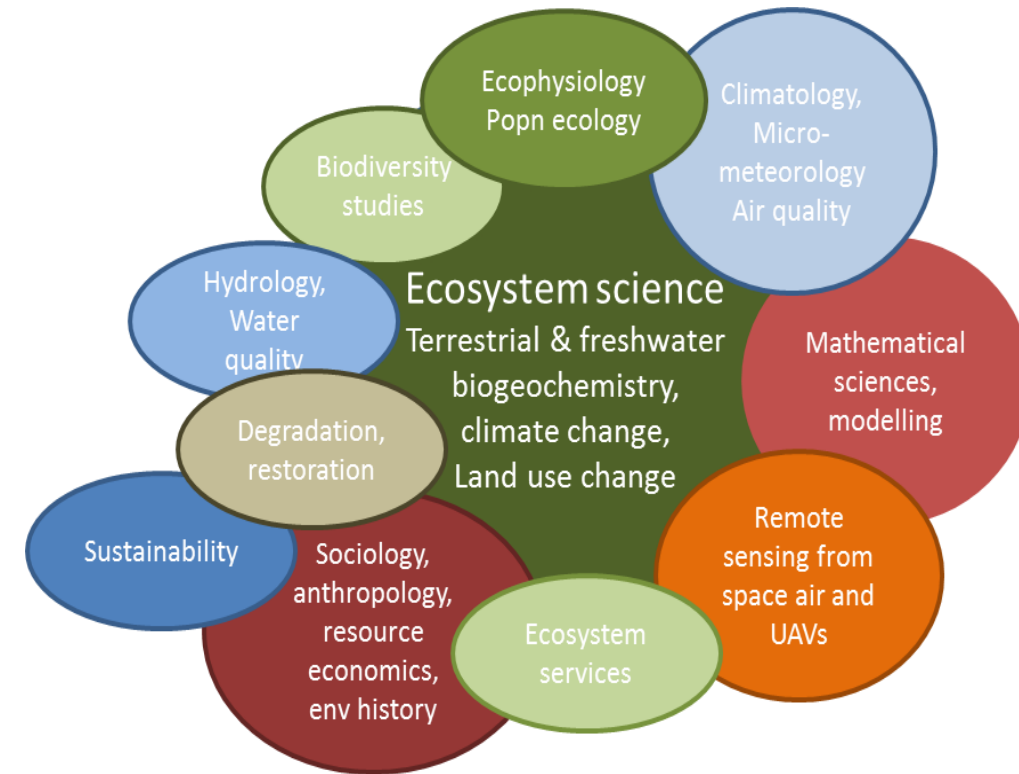 Ecophysiology
Popn ecology
Climatology,
Micro-
meteorology
Air quality
Biodiversity
studies
Hydrology,
Water
quality
Ecosystem science
Terrestrial & freshwater
biogeochemistry,
climate change,
Land use change
Mathematical
sciences,
modelling
Degradation,
restoration
Remote
sensing from
space air and
UAVs
Sustainability
Sociology,
anthropology,
resource
economics,
env history
Ecosystem
services